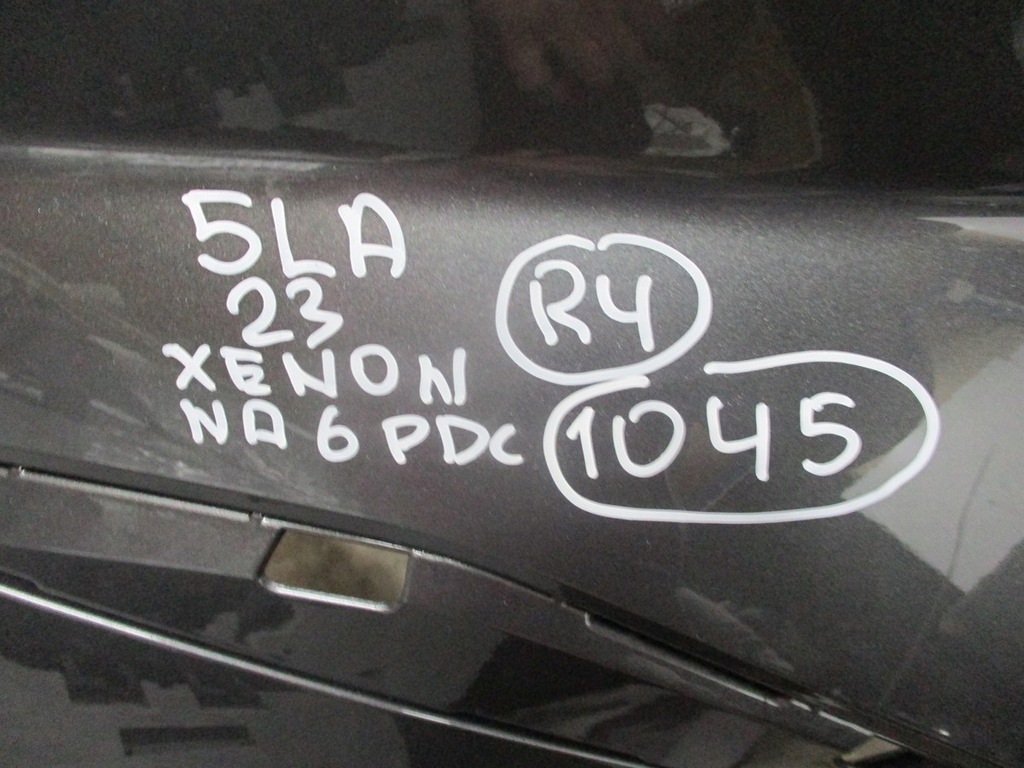 5LA
23
XENON
NA 6 PDC
R4
1045